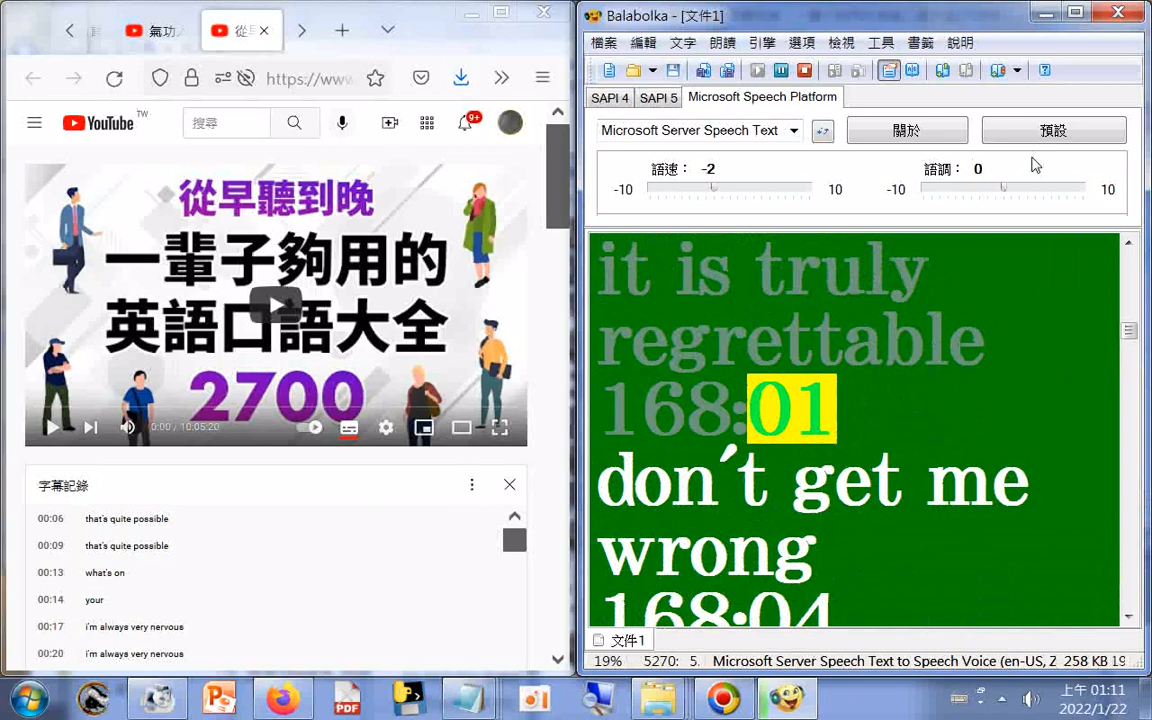 氣功
從
https://www
YouTube TW
搜尋
9+
從早聽到晚
一輩子夠用的
英語口語大全
2700
0:00 / 10:05:20
字幕記錄
00:06 that's quite possible
00:09 that's quite possible
00:13 what's on
00:14 your
00:17 i'm always very nervous
00:20 i'm always very nervous
Balabolka - [文件1]
檔案 編輯 文字 朗讀 引擎 選項 檢視 工具 書籤 說明
SAPI 4 SAPI 5 Microsoft Speech Platform
Microsoft Server Speech Text 關於 預設
語速： -2 語調： 0
-10 10 -10 10
it is truly
regrettable
168:01
don't get me
wrong
168:04
文件1
19% 5270: 5. Microsoft Server Speech Text to Speech Voice (en-US, Z 258 KB 19
PDF
上午 01:11
2022/1/22